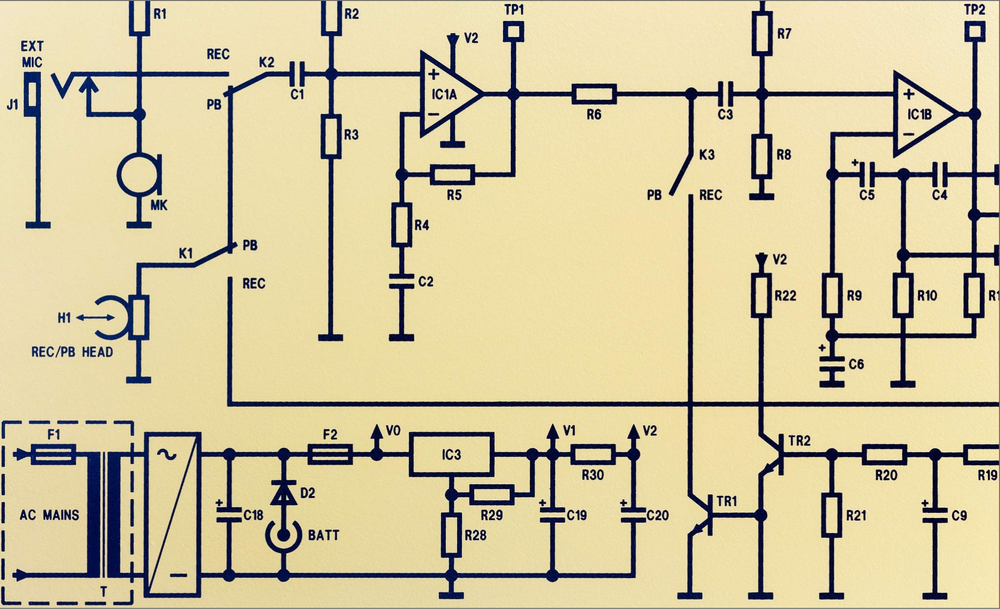 R1
R2
TP1
TP2
R7
V2
EXT
MIC
REC
K2
J1
PB
C1
+
IC1A
−
R6
C3
+
IC1B
−
R3
R5
K3
R8
PB
REC
MK
R4
+
C5
C4
K1
PB
REC
C2
V2
R22
R9
R10
H1
REC/PB HEAD
+
C6
F1
F2
V0
IC3
V1
V2
TR2
~
R30
R20
R19
AC MAINS
+
C18
D2
R29
+
C19
+
C20
TR1
R21
+
C9
BATT
R28
−
T